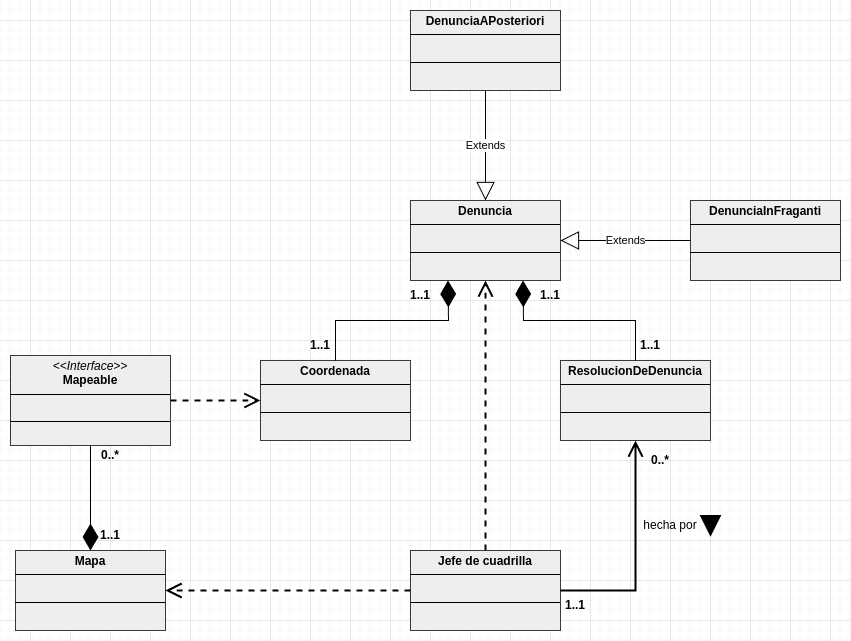 DenunciaAPosteriori
Extends
Denuncia
DenunciaInFraganti
Extends
1..1
1..1
1..1
1..1
<<Interface>>
Mapeable
Coordenada
ResolucionDeDenuncia
0..*
0..*
hecha por
1..1
Mapa
Jefe de cuadrilla
1..1